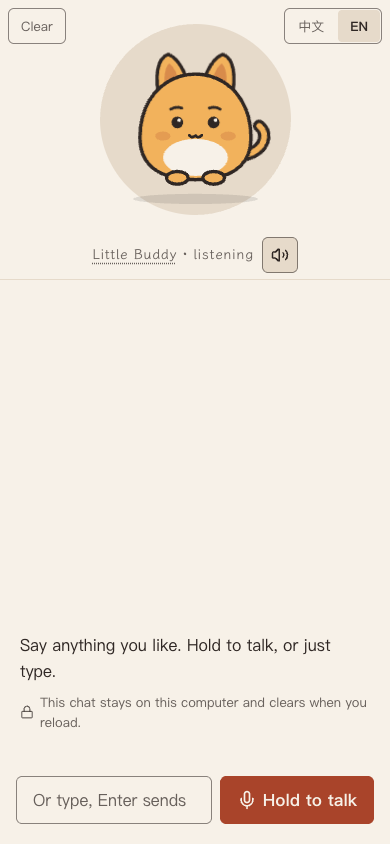 Clear
中文
EN
Little Buddy · listening
Say anything you like. Hold to talk, or just
type.
This chat stays on this computer and clears when you
reload.
Or type, Enter sends
Hold to talk